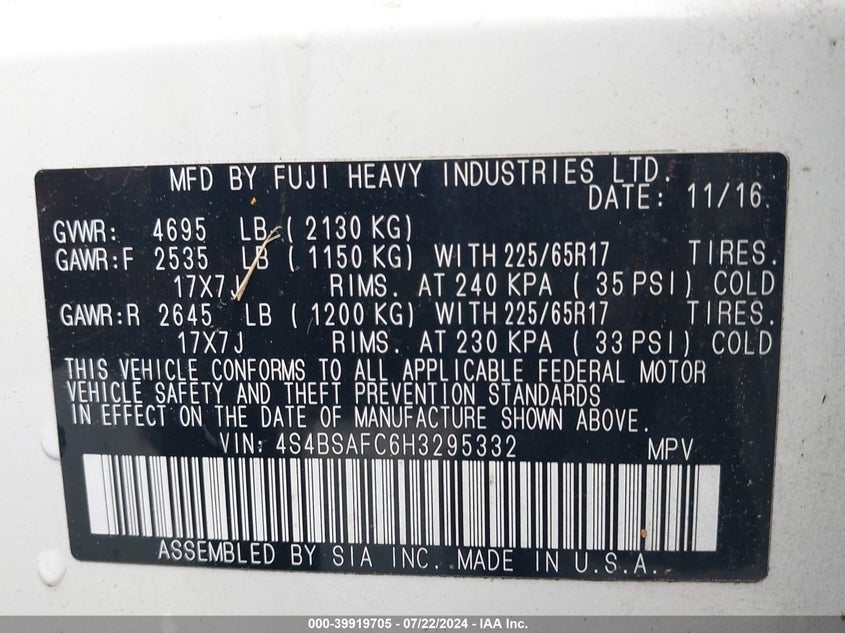 MFD BY FUJI HEAVY INDUSTRIES LTD.
DATE: 11/16
GVWR: 4695 LB ( 2130 KG)
GAWR:F 2535 LB ( 1150 KG) WITH 225/65R17 TIRES.
17X7J RIMS. AT 240 KPA ( 35 PSI) COLD
GAWR:R 2645 LB ( 1200 KG) WITH 225/65R17 TIRES.
17X7J RIMS. AT 230 KPA ( 33 PSI) COLD
THIS VEHICLE CONFORMS TO ALL APPLICABLE FEDERAL MOTOR
VEHICLE SAFETY AND THEFT PREVENTION STANDARDS
IN EFFECT ON THE DATE OF MANUFACTURE SHOWN ABOVE.
VIN: 4S4BSAFC6H3295332 MPV
ASSEMBLED BY SIA INC. MADE IN U.S.A.
000-39919705 - 07/22/2024 - IAA Inc.